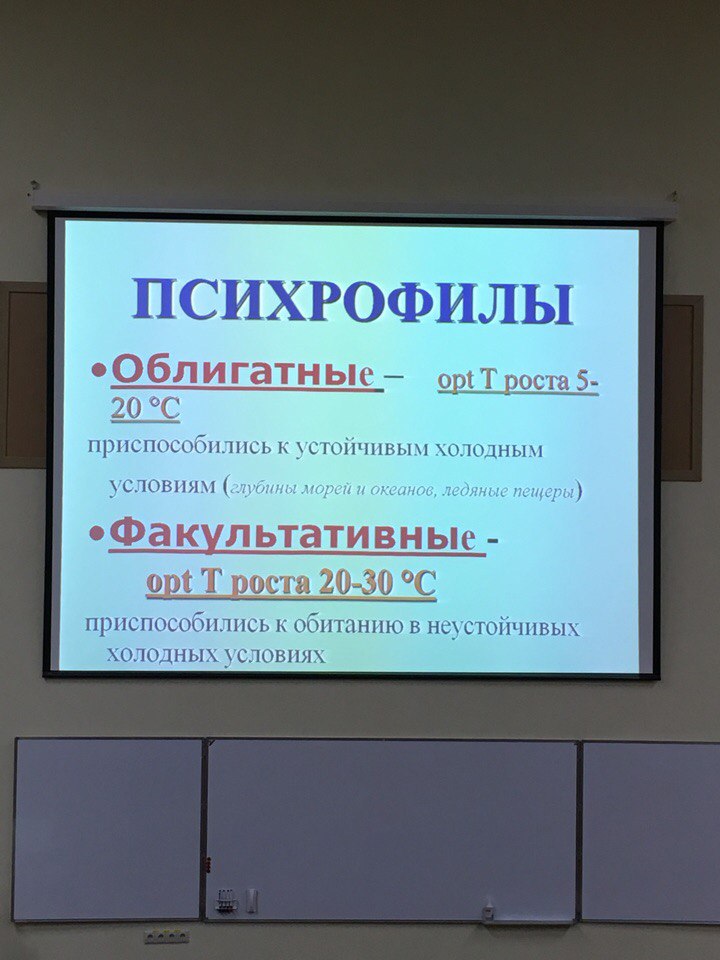 ПСИХРОФИЛЫ
•Облигатные – opt T роста 5-
20 °C
приспособились к устойчивым холодным
условиям (глубины морей и океанов, ледяные пещеры)
•Факультативные -
opt T роста 20-30 °C
приспособились к обитанию в неустойчивых
холодных условиях